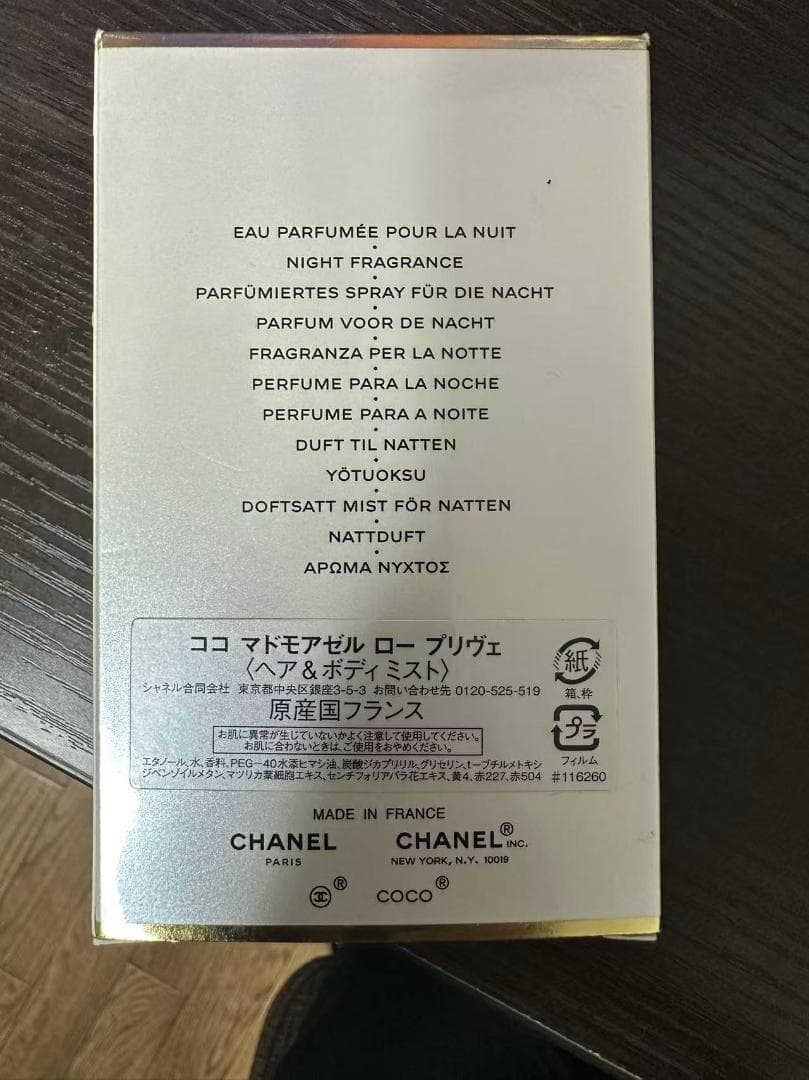 EAU PARFUMÉE POUR LA NUIT
NIGHT FRAGRANCE
PARFÜMIERTES SPRAY FÜR DIE NACHT
PARFUM VOOR DE NACHT
FRAGRANZA PER LA NOTTE
PERFUME PARA LA NOCHE
PERFUME PARA A NOITE
DUFT TIL NATTEN
YÖTUOKSU
DOFTSATT MIST FÖR NATTEN
NATTDUFT
ΑΡΩΜΑ ΝΥΧΤΟΣ
ココ マドモアゼル ロー プリヴェ
〈ヘア＆ボディ ミスト〉
シャネル合同会社 東京都中央区銀座3-5-3 お問い合わせ先 0120-525-519
原産国フランス
お肌に異常が生じていないかよく注意して使用してください。
お肌に合わないときは、ご使用をおやめください。
エタノール、水、香料、PEG－40水添ヒマシ油、炭酸ジカプリリル、グリセリン、t－ブチルメトキシ
ジベンゾイルメタン、マツリカ葉細胞エキス、センチフォリアバラ花エキス、黄4、赤227、赤504
紙
箱、枠
プラ
フィルム
#116260
MADE IN FRANCE
CHANEL
PARIS
CHANEL® INC.
NEW YORK, N.Y. 10019
®
COCO®